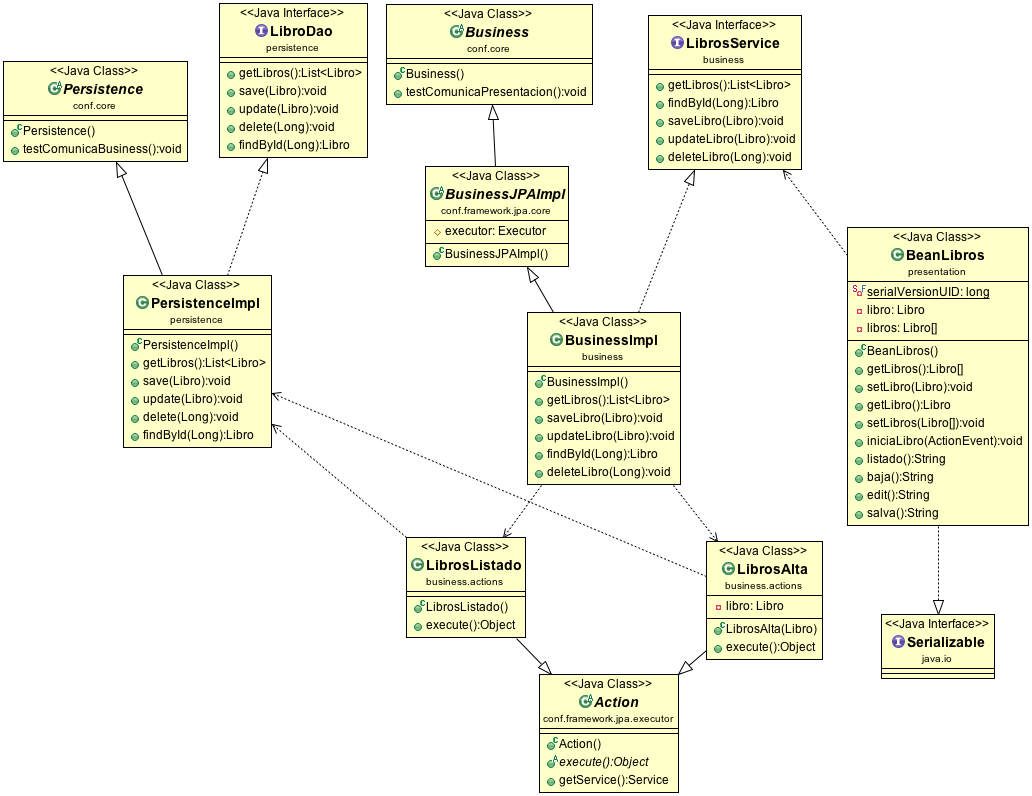 <<Java Class>>
Persistence
conf.core
Persistence()
testComunicaBusiness():void
<<Java Interface>>
LibroDao
persistence
getLibros():List<Libro>
save(Libro):void
update(Libro):void
delete(Long):void
findById(Long):Libro
<<Java Class>>
Business
conf.core
Business()
testComunicaPresentacion():void
<<Java Interface>>
LibrosService
business
getLibros():List<Libro>
findById(Long):Libro
saveLibro(Libro):void
updateLibro(Libro):void
deleteLibro(Long):void
<<Java Class>>
BusinessJPAImpl
conf.framework.jpa.core
executor: Executor
BusinessJPAImpl()
<<Java Class>>
BeanLibros
presentation
serialVersionUID: long
libro: Libro
libros: Libro[]
BeanLibros()
getLibros():Libro[]
setLibro(Libro):void
getLibro():Libro
setLibros(Libro[]):void
iniciaLibro(ActionEvent):void
listado():String
baja():String
edit():String
salva():String
<<Java Class>>
PersistenceImpl
persistence
PersistenceImpl()
getLibros():List<Libro>
save(Libro):void
update(Libro):void
delete(Long):void
findById(Long):Libro
<<Java Class>>
BusinessImpl
business
BusinessImpl()
getLibros():List<Libro>
saveLibro(Libro):void
updateLibro(Libro):void
findById(Long):Libro
deleteLibro(Long):void
<<Java Class>>
LibrosListado
business.actions
LibrosListado()
execute():Object
<<Java Class>>
LibrosAlta
business.actions
libro: Libro
LibrosAlta(Libro)
execute():Object
<<Java Interface>>
Serializable
java.io
<<Java Class>>
Action
conf.framework.jpa.executor
Action()
execute():Object
getService():Service